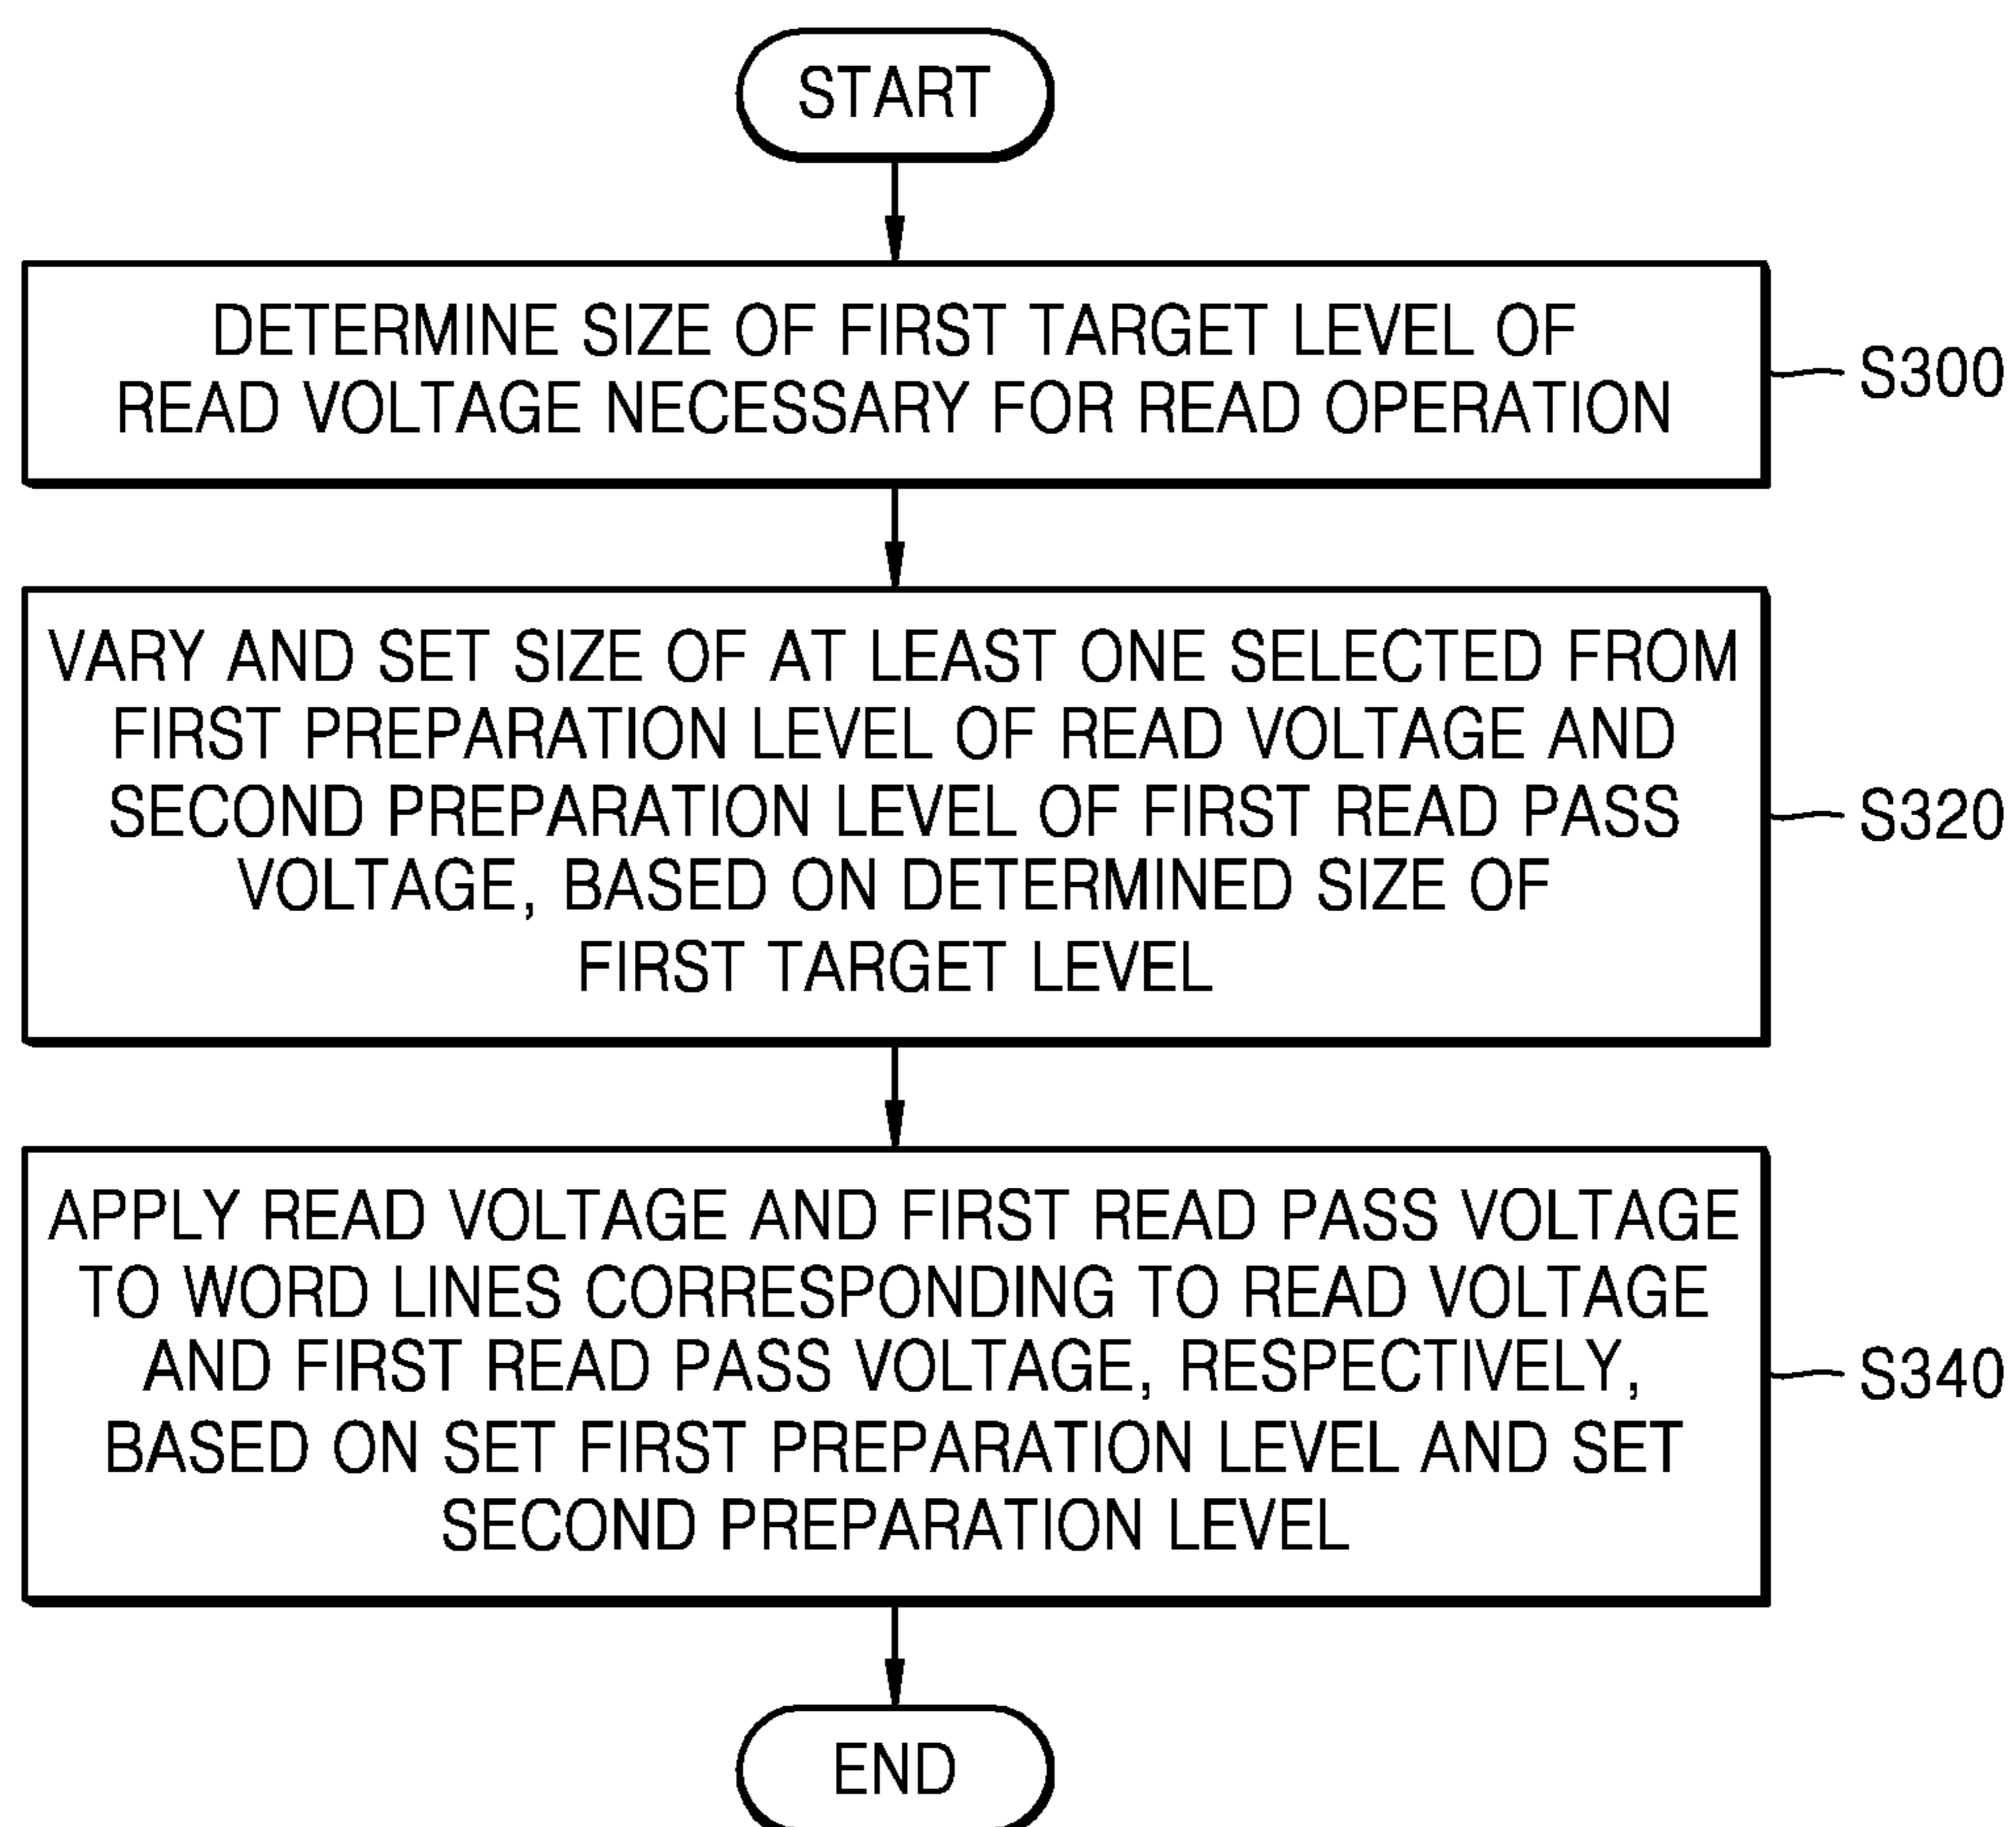 START
DETERMINE SIZE OF FIRST TARGET LEVEL OF
READ VOLTAGE NECESSARY FOR READ OPERATION
S300
VARY AND SET SIZE OF AT LEAST ONE SELECTED FROM
FIRST PREPARATION LEVEL OF READ VOLTAGE AND
SECOND PREPARATION LEVEL OF FIRST READ PASS
VOLTAGE, BASED ON DETERMINED SIZE OF
FIRST TARGET LEVEL
S320
APPLY READ VOLTAGE AND FIRST READ PASS VOLTAGE
TO WORD LINES CORRESPONDING TO READ VOLTAGE
AND FIRST READ PASS VOLTAGE, RESPECTIVELY,
BASED ON SET FIRST PREPARATION LEVEL AND SET
SECOND PREPARATION LEVEL
S340
END